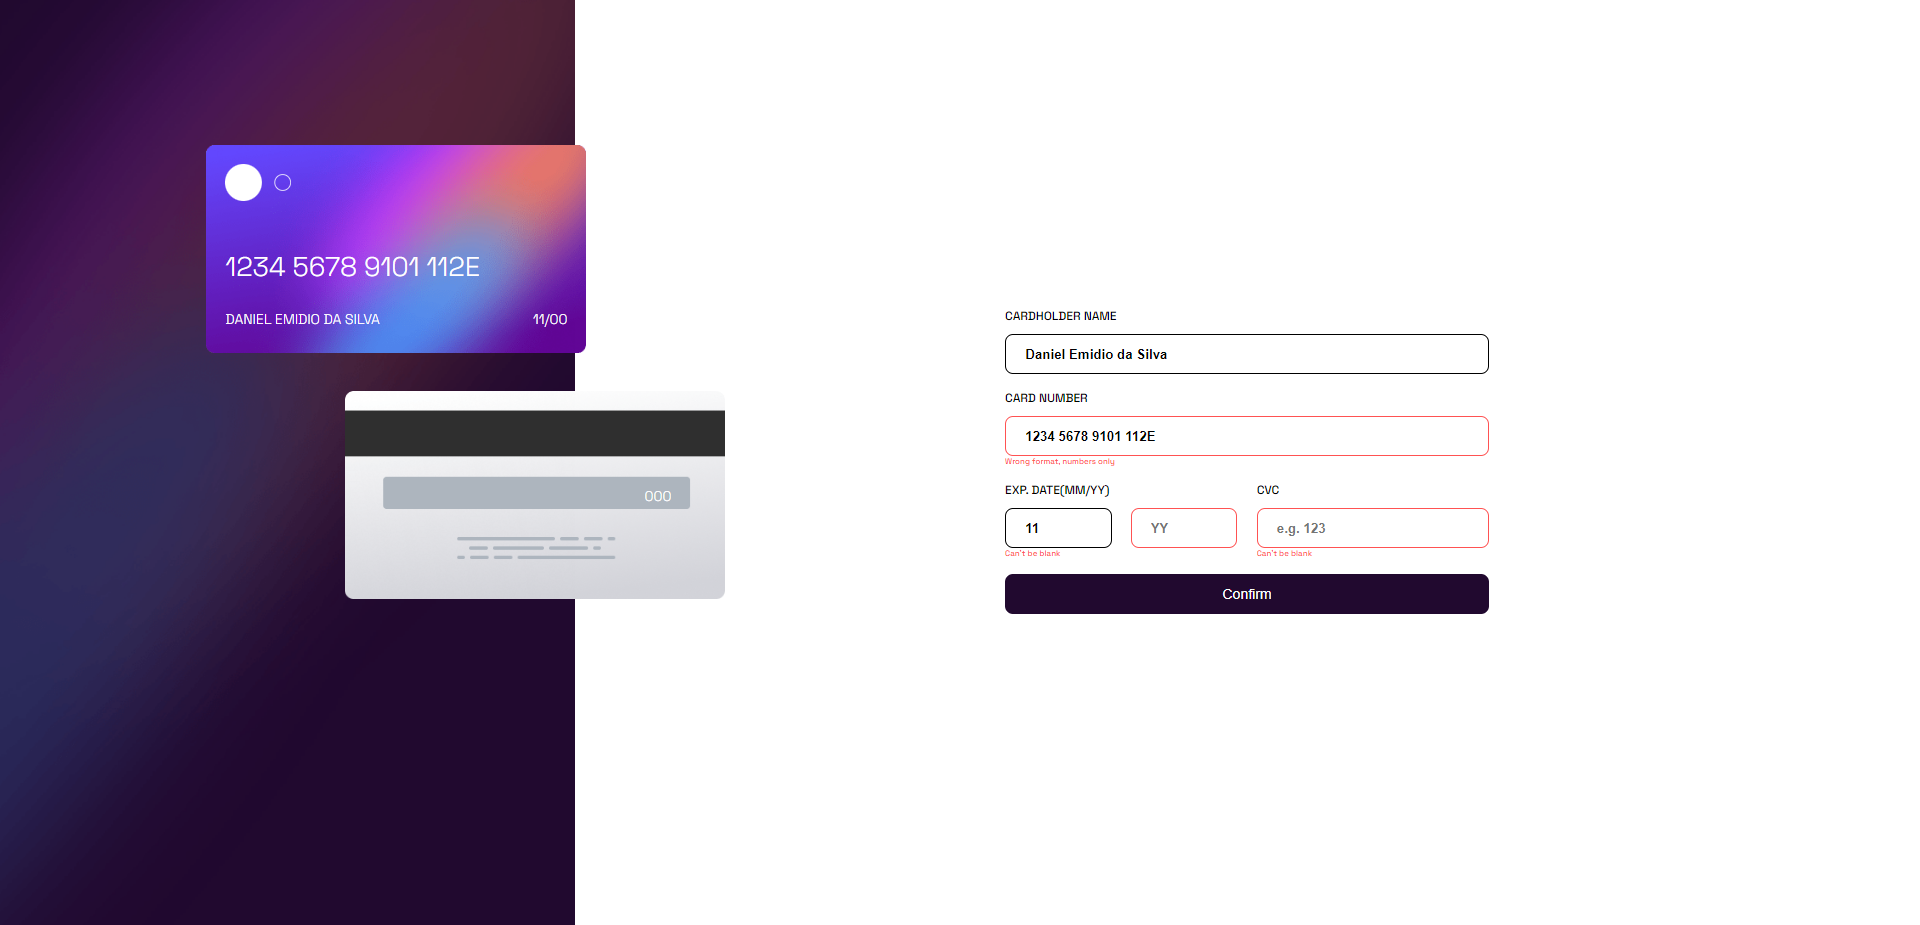 1234 5678 9101 112E
DANIEL EMIDIO DA SILVA 11/00
000
CARDHOLDER NAME
Daniel Emidio da Silva
CARD NUMBER
1234 5678 9101 112E
Wrong format, numbers only
EXP. DATE(MM/YY) CVC
11 YY e.g. 123
Can't be blank Can't be blank
Confirm